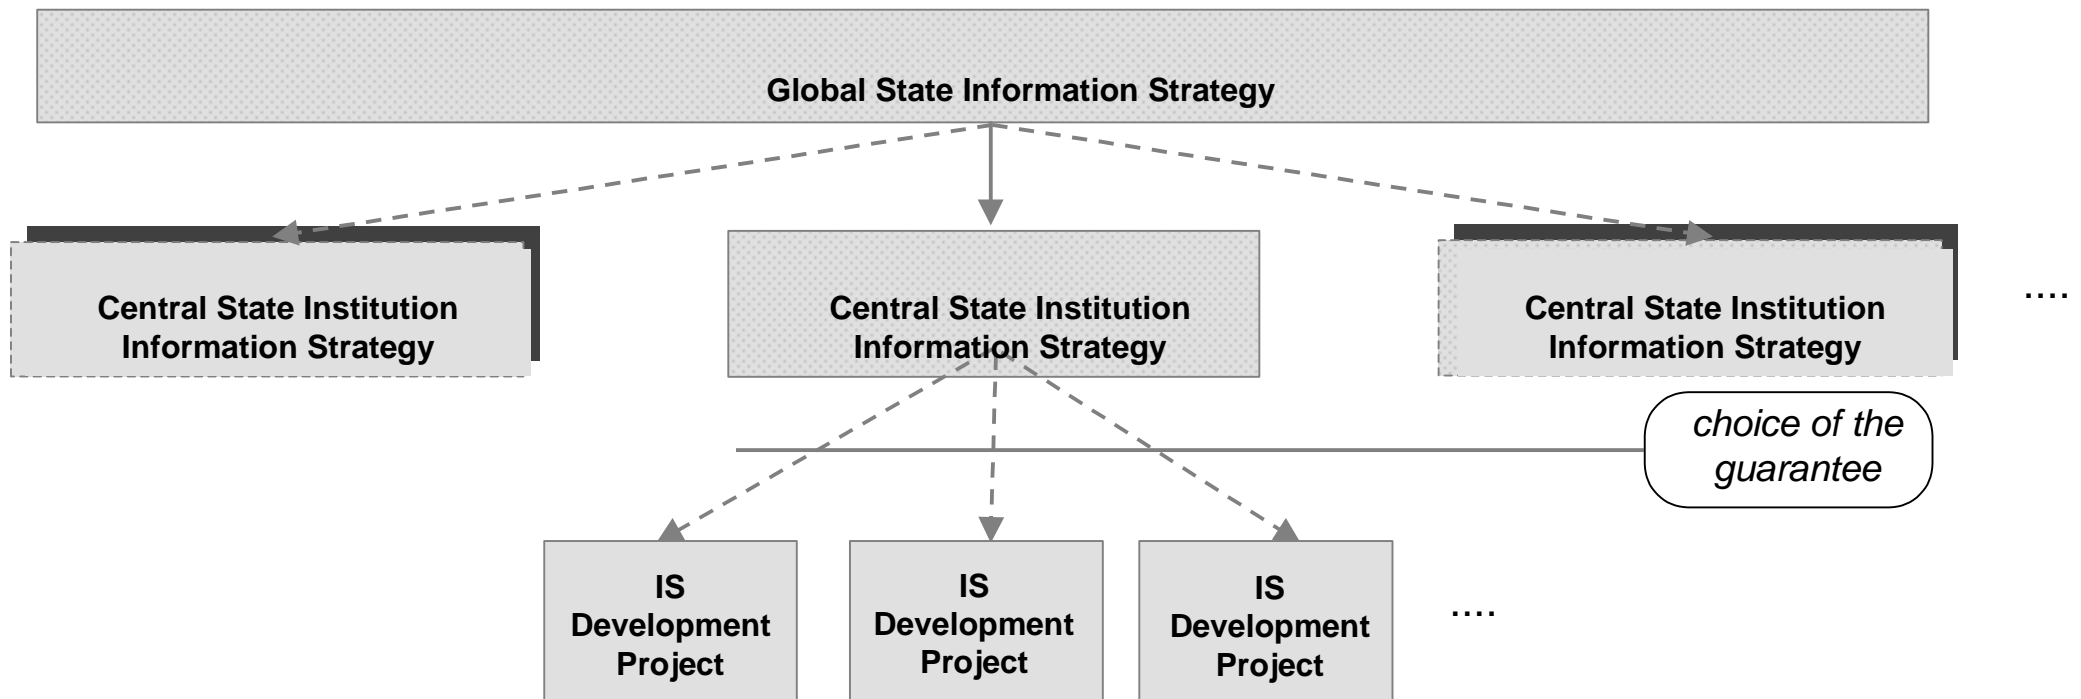 Global State Information Strategy
Central State Institution
Information Strategy
Central State Institution
Information Strategy
Central State Institution
Information Strategy
....
choice of the
guarantee
IS
Development
Project
IS
Development
Project
IS
Development
Project
....